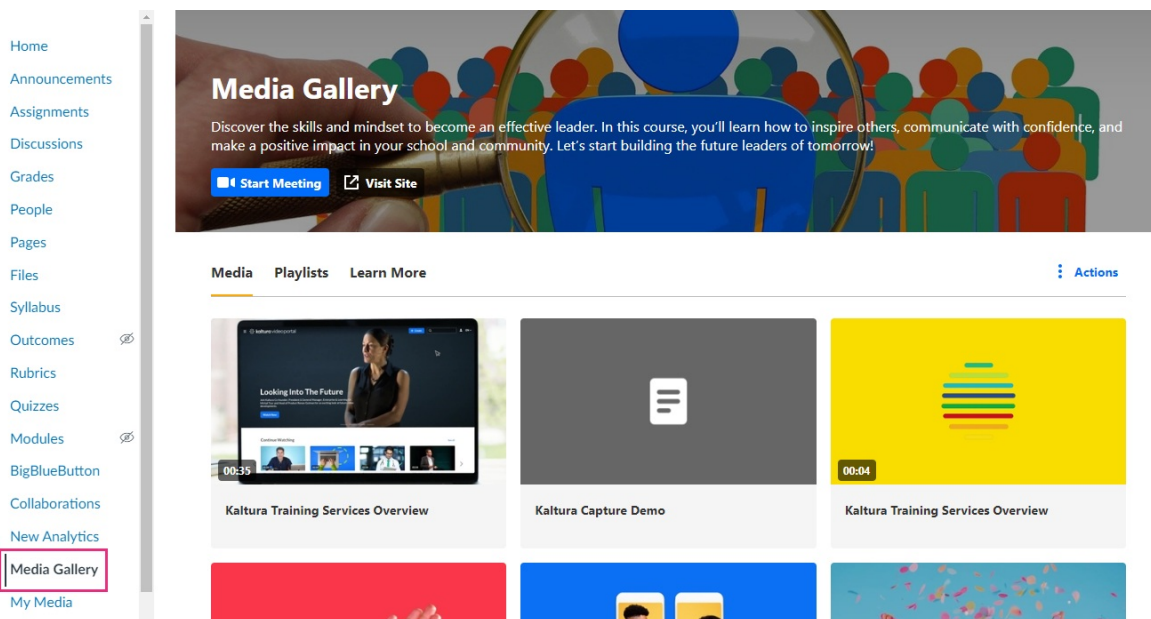 Home
Announcements
Assignments
Discussions
Grades
People
Pages
Files
Syllabus
Outcomes
Rubrics
Quizzes
Modules
BigBlueButton
Collaborations
New Analytics
Media Gallery
My Media
Media Gallery
Discover the skills and mindset to become an effective leader. In this course, you'll learn how to inspire others, communicate with confidence, and
make a positive impact in your school and community. Let's start building the future leaders of tomorrow!
Start Meeting
Visit Site
Media
Playlists
Learn More
Actions
Looking Into The Future
Continue Watching
00:35
00:04
Kaltura Training Services Overview
Kaltura Capture Demo
Kaltura Training Services Overview